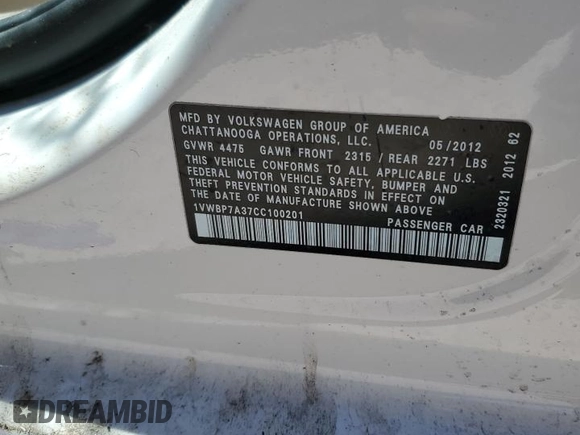 MFD BY VOLKSWAGEN GROUP OF AMERICA
CHATTANOOGA OPERATIONS, LLC. 05/2012
GVWR 4475 GAWR FRONT 2315 / REAR 2271 LBS
THIS VEHICLE CONFORMS TO ALL APPLICABLE U.S.
FEDERAL MOTOR VEHICLE SAFETY, BUMPER AND
THEFT PREVENTION STANDARDS IN EFFECT ON
THE DATE OF MANUFACTURE SHOWN ABOVE.
1VWBP7A37CC100201 PASSENGER CAR
2320321 2012 62
DREAMBID